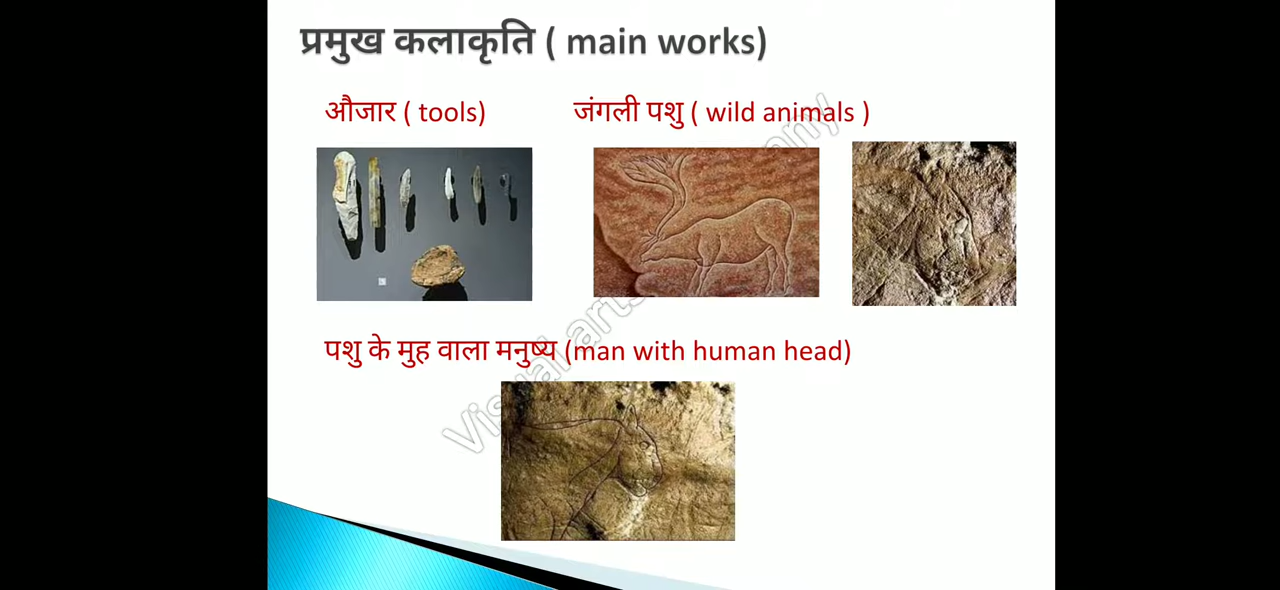 प्रमुख कलाकृति ( main works)
औजार ( tools)
जंगली पशु ( wild animals )
पशु के मुह वाला मनुष्य (man with human head)